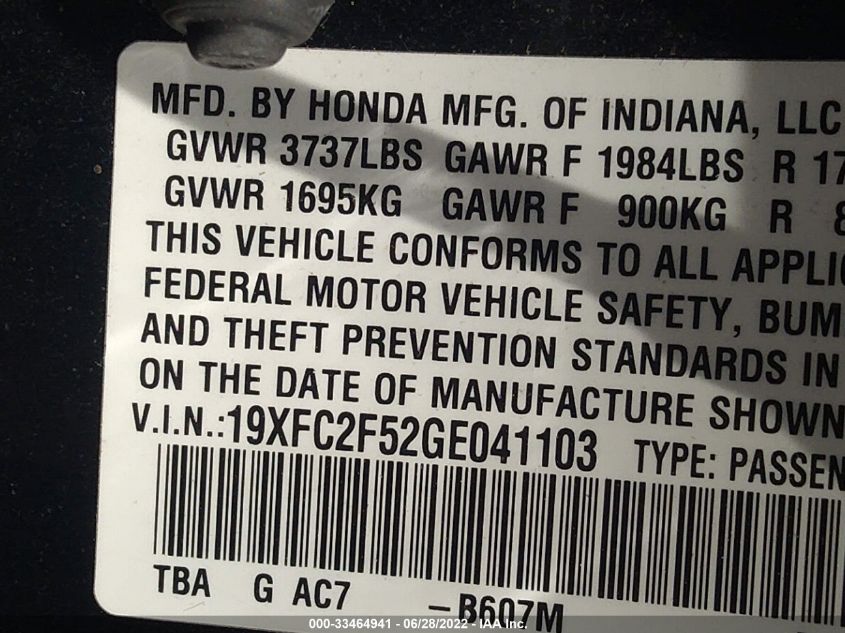 MFD. BY HONDA MFG. OF INDIANA, LLC
GVWR 3737LBS GAWR F 1984LBS R 17
GVWR 1695KG GAWR F 900KG R 8
THIS VEHICLE CONFORMS TO ALL APPLIC
FEDERAL MOTOR VEHICLE SAFETY, BUM
AND THEFT PREVENTION STANDARDS IN
ON THE DATE OF MANUFACTURE SHOWN
V.I.N.:19XFC2F52GE041103 TYPE: PASSEN
TBA G AC7 -B607M
000-33464941 / 06/28/2022 - IAA Inc.